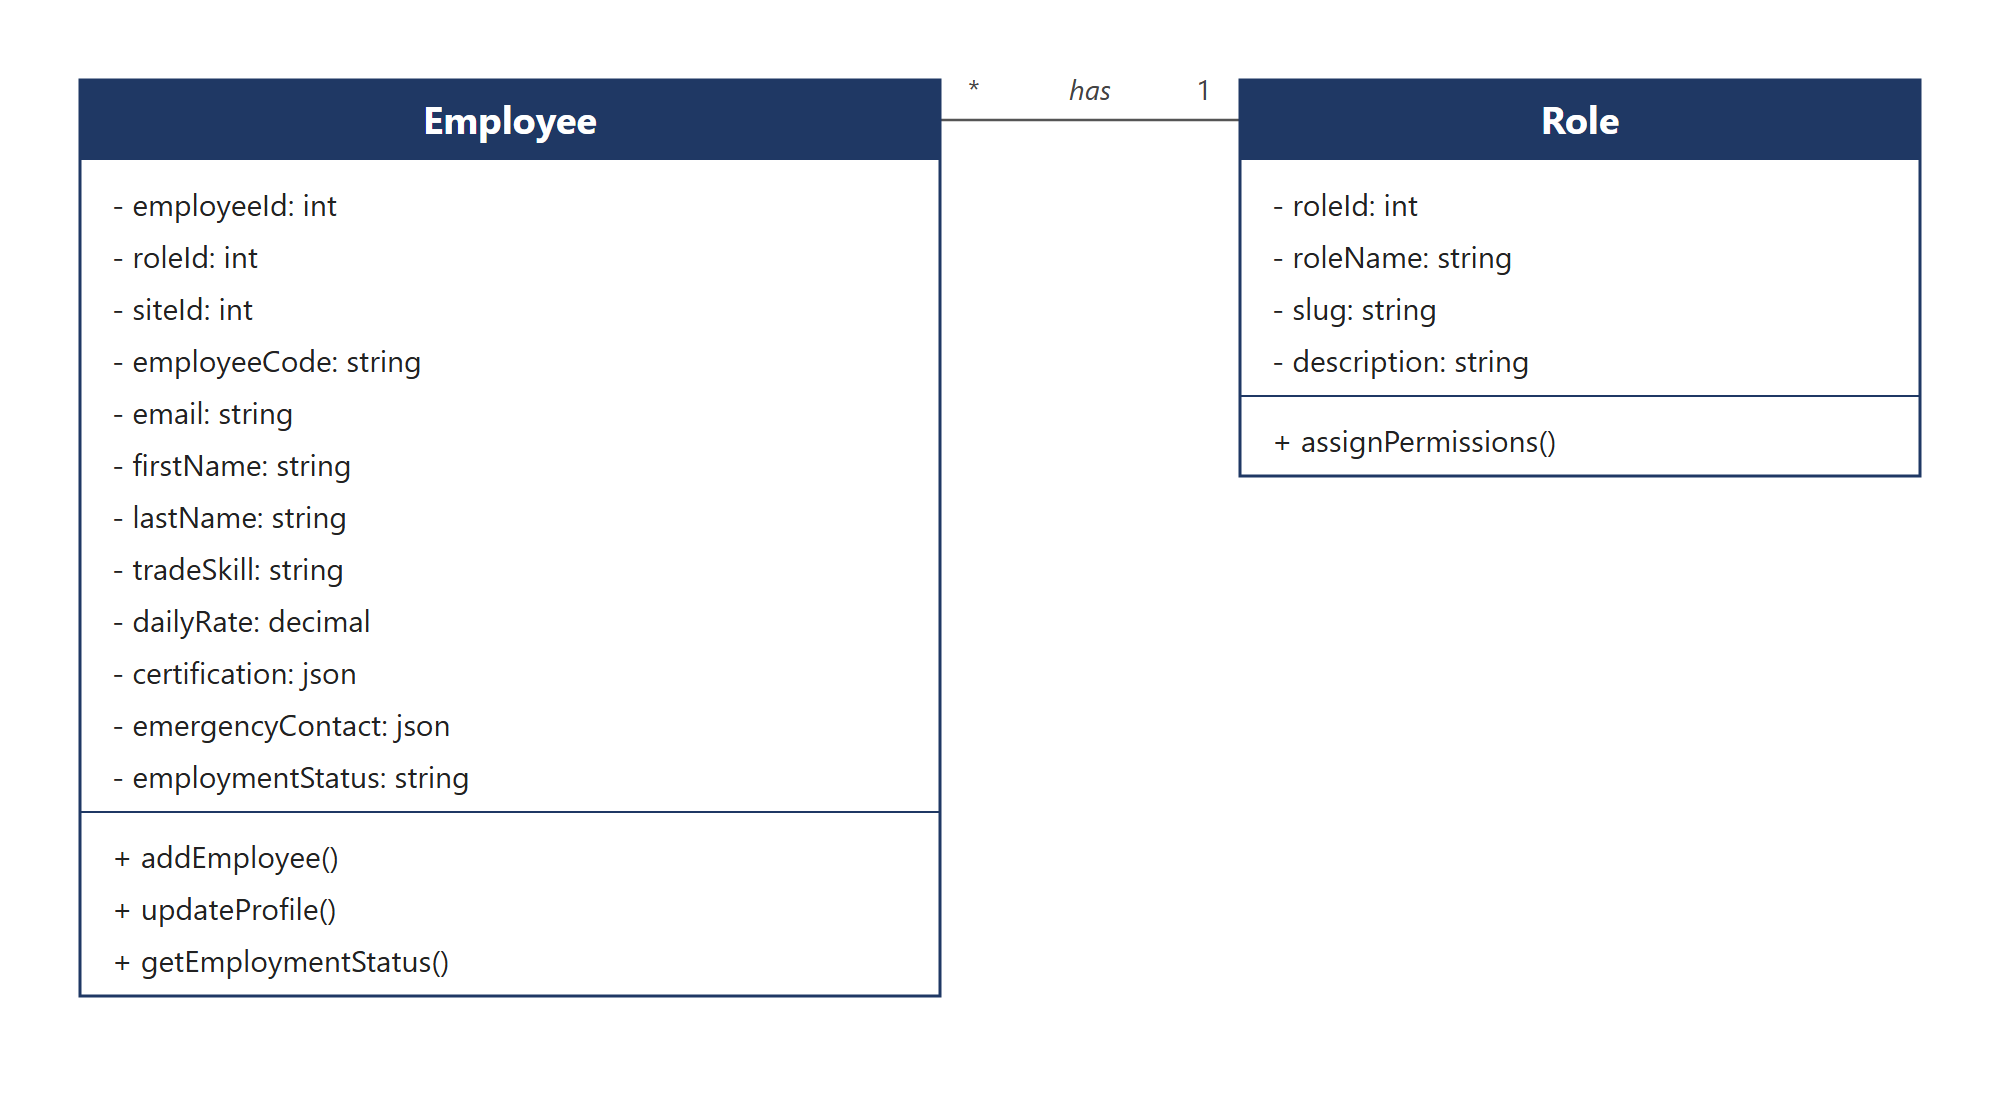 Employee
- employeeId: int
- roleId: int
- siteId: int
- employeeCode: string
- email: string
- firstName: string
- lastName: string
- tradeSkill: string
- dailyRate: decimal
- certification: json
- emergencyContact: json
- employmentStatus: string
+ addEmployee()
+ updateProfile()
+ getEmploymentStatus()
* has 1
Role
- roleId: int
- roleName: string
- slug: string
- description: string
+ assignPermissions()